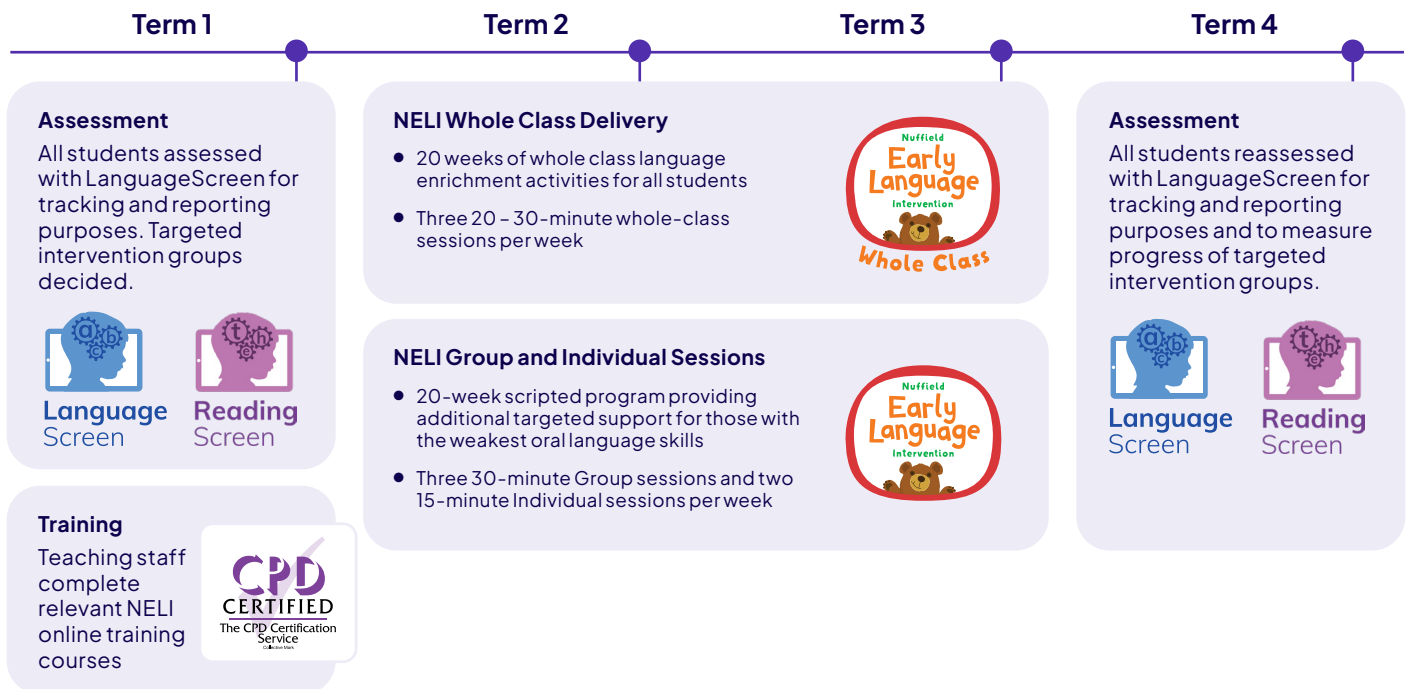 Term 1
Term 2
Term 3
Term 4
Assessment
All students assessed
with LanguageScreen for
tracking and reporting
purposes. Targeted
intervention groups
decided.
a b c
Language
Screen
t h e
Reading
Screen
Training
Teaching staff
complete
relevant NELI
online training
courses
CPD
CERTIFIED
The CPD Certification
Service
Collective Mark
NELI Whole Class Delivery
• 20 weeks of whole class language
enrichment activities for all students
• Three 20 – 30-minute whole-class
sessions per week
Nuffield
Early
Language
Intervention
Whole Class
NELI Group and Individual Sessions
• 20-week scripted program providing
additional targeted support for those with
the weakest oral language skills
• Three 30-minute Group sessions and two
15-minute Individual sessions per week
Nuffield
Early
Language
Intervention
Assessment
All students reassessed
with LanguageScreen for
tracking and reporting
purposes and to measure
progress of targeted
intervention groups.
a b c
Language
Screen
t h e
Reading
Screen